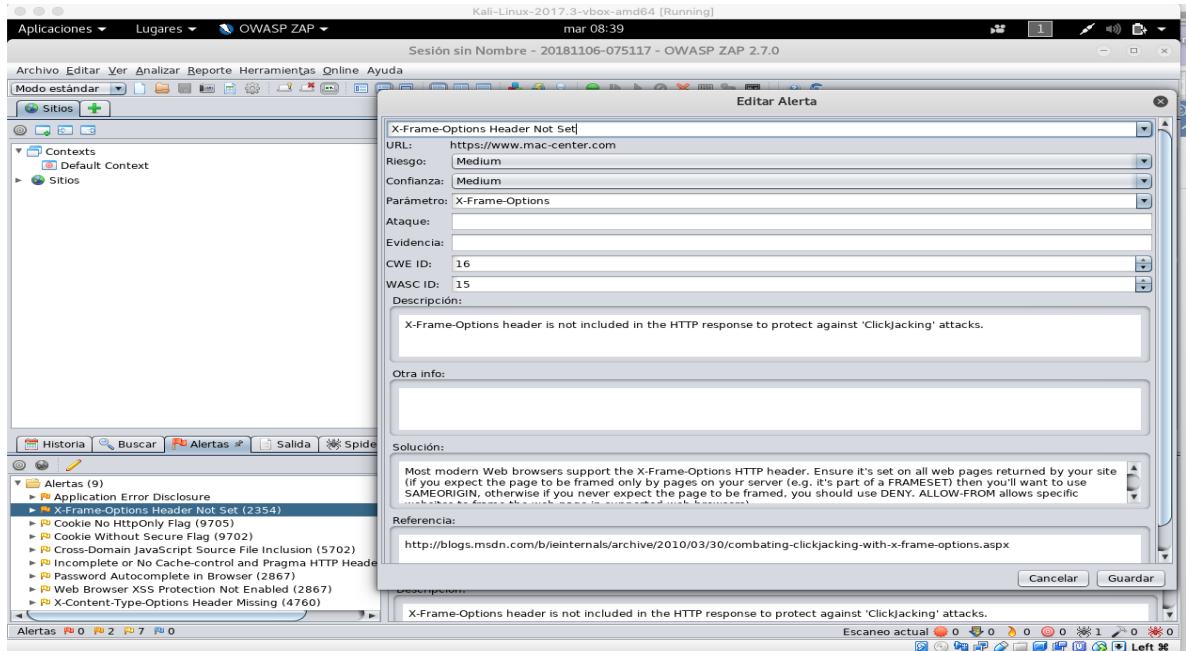 Kali-Linux-2017.3-vbox-amd64 [Running]
Aplicaciones Lugares OWASP ZAP mar 08:39 1
Sesión sin Nombre - 20181106-075117 - OWASP ZAP 2.7.0
Archivo Editar Ver Analizar Reporte Herramientas Online Ayuda
Modo estándar
Sitios
Contexts
Default Context
Sitios
Editar Alerta
X-Frame-Options Header Not Set
URL: https://www.mac-center.com
Riesgo: Medium
Confianza: Medium
Parámetro: X-Frame-Options
Ataque:
Evidencia:
CWE ID: 16
WASC ID: 15
Descripción:
X-Frame-Options header is not included in the HTTP response to protect against 'ClickJacking' attacks.
Otra info:
Solución:
Most modern Web browsers support the X-Frame-Options HTTP header. Ensure it's set on all web pages returned by your site
(if you expect the page to be framed only by pages on your server (e.g. it's part of a FRAMESET) then you'll want to use
SAMEORIGIN, otherwise if you never expect the page to be framed, you should use DENY. ALLOW-FROM allows specific
Referencia:
http://blogs.msdn.com/b/ieinternals/archive/2010/03/30/combating-clickjacking-with-x-frame-options.aspx
Cancelar Guardar
Historia Buscar Alertas Salida Spide
Alertas (9)
Application Error Disclosure
X-Frame-Options Header Not Set (2354)
Cookie No HttpOnly Flag (9705)
Cookie Without Secure Flag (9702)
Cross-Domain JavaScript Source File Inclusion (5702)
Incomplete or No Cache-control and Pragma HTTP Heade
Password Autocomplete in Browser (2867)
Web Browser XSS Protection Not Enabled (2867)
X-Content-Type-Options Header Missing (4760)
X-Frame-Options header is not included in the HTTP response to protect against 'ClickJacking' attacks.
Alertas 0 2 7 0 Escaneo actual 0 0 0 0 1 0 0
Left ⌘